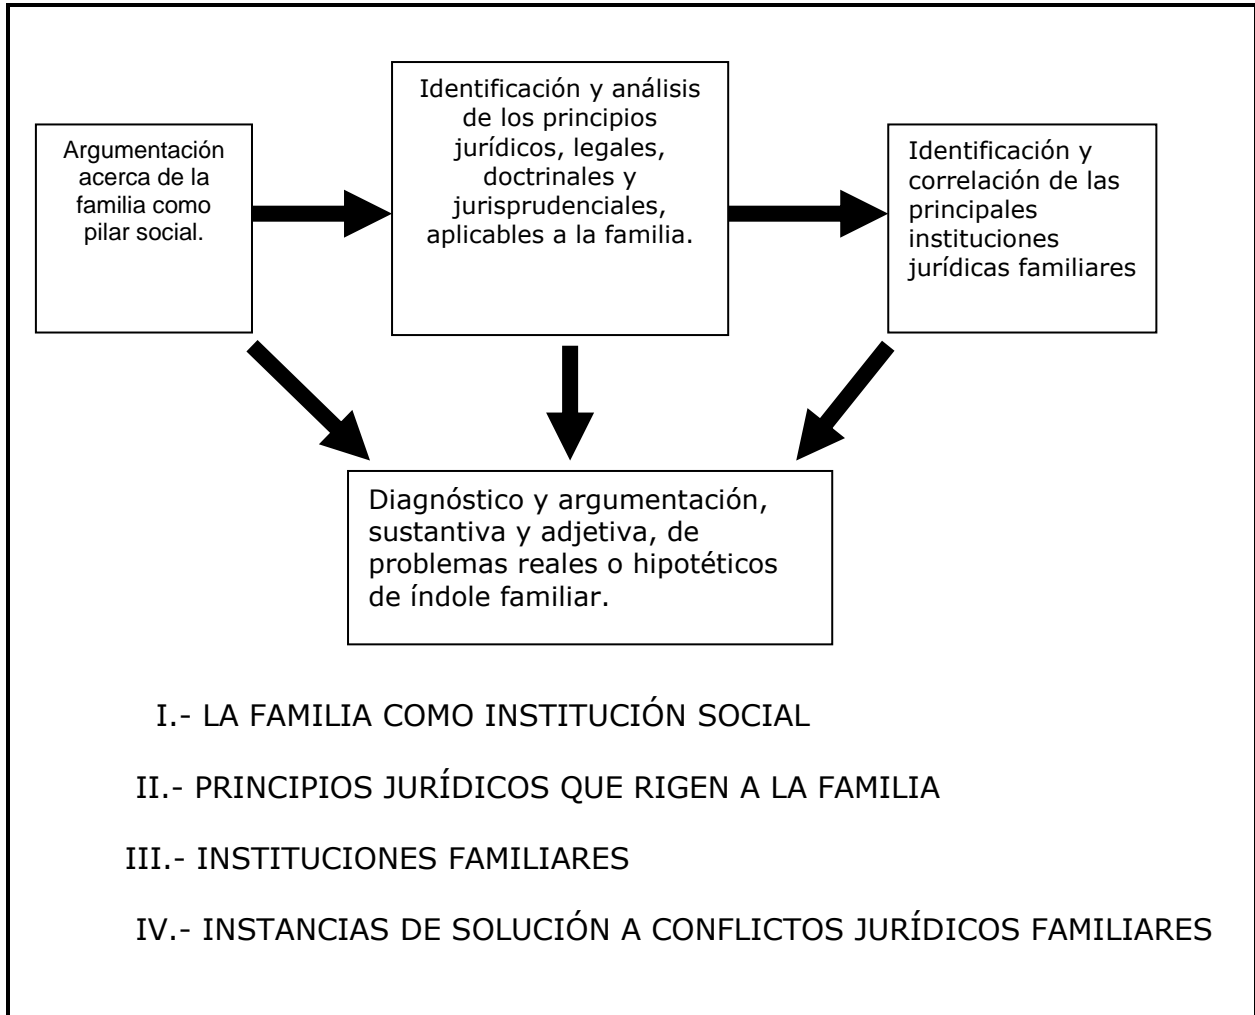 Argumentación
acerca de la
familia como
pilar social.
Identificación y análisis
de los principios
jurídicos, legales,
doctrinales y
jurisprudenciales,
aplicables a la familia.
Identificación y
correlación de las
principales
instituciones
jurídicas familiares
Diagnóstico y argumentación,
sustantiva y adjetiva, de
problemas reales o hipotéticos
de índole familiar.
I.- LA FAMILIA COMO INSTITUCIÓN SOCIAL
II.- PRINCIPIOS JURÍDICOS QUE RIGEN A LA FAMILIA
III.- INSTITUCIONES FAMILIARES
IV.- INSTANCIAS DE SOLUCIÓN A CONFLICTOS JURÍDICOS FAMILIARES